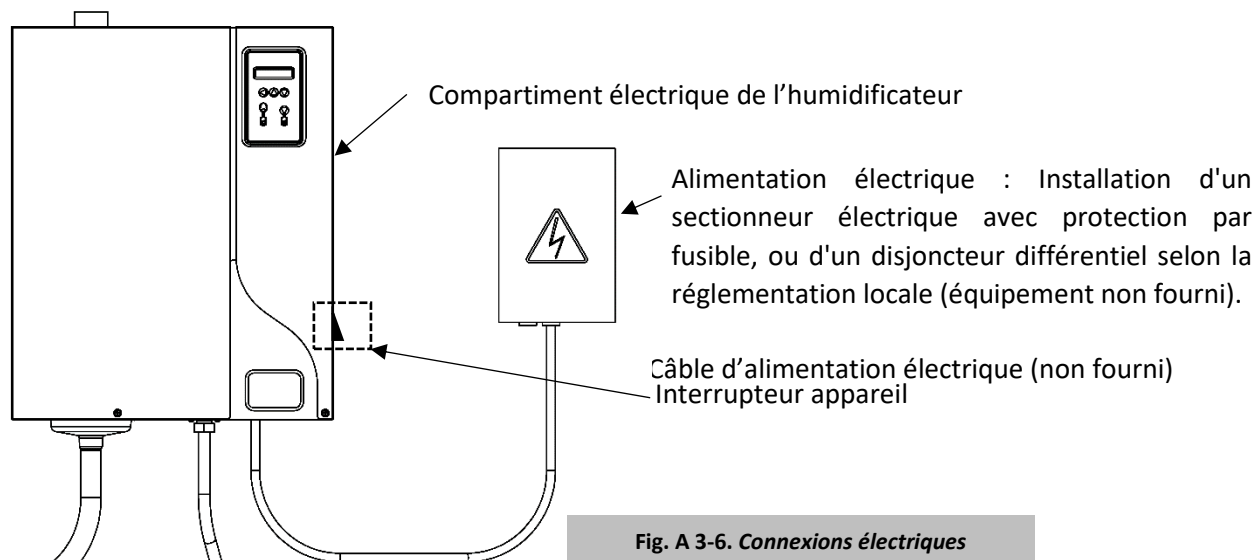 Compartiment électrique de l’humidificateur
Alimentation électrique : Installation d'un
sectionneur électrique avec protection par
fusible, ou d'un disjoncteur différentiel selon la
réglementation locale (équipement non fourni).
Câble d’alimentation électrique (non fourni)
Interrupteur appareil
Fig. A 3-6. Connexions électriques